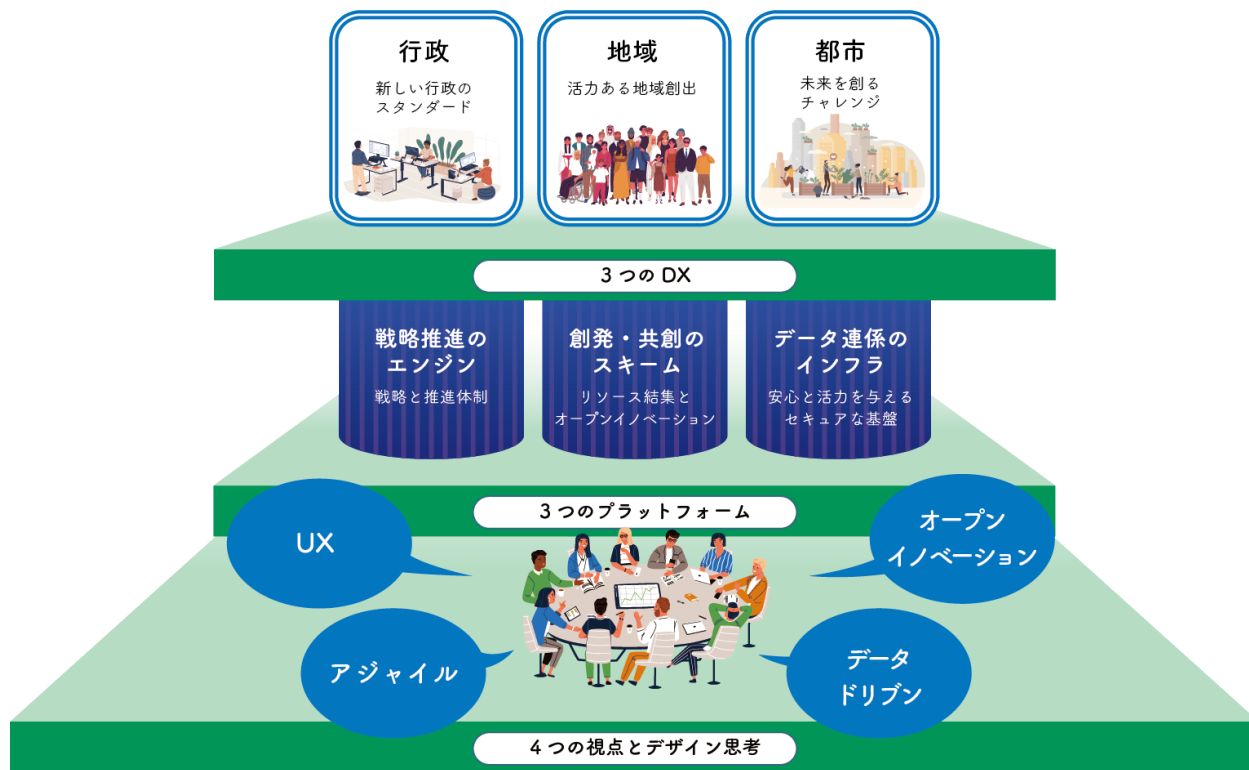 行政
新しい行政の
スタンダード
地域
活力ある地域創出
都市
未来を創る
チャレンジ
3つのDX
戦略推進の
エンジン
戦略と推進体制
創発・共創の
スキーム
リソース結集と
オープンイノベーション
データ連係の
インフラ
安心と活力を与える
セキュアな基盤
3つのプラットフォーム
UX
オープン
イノベーション
アジャイル
データ
ドリブン
4つの視点とデザイン思考